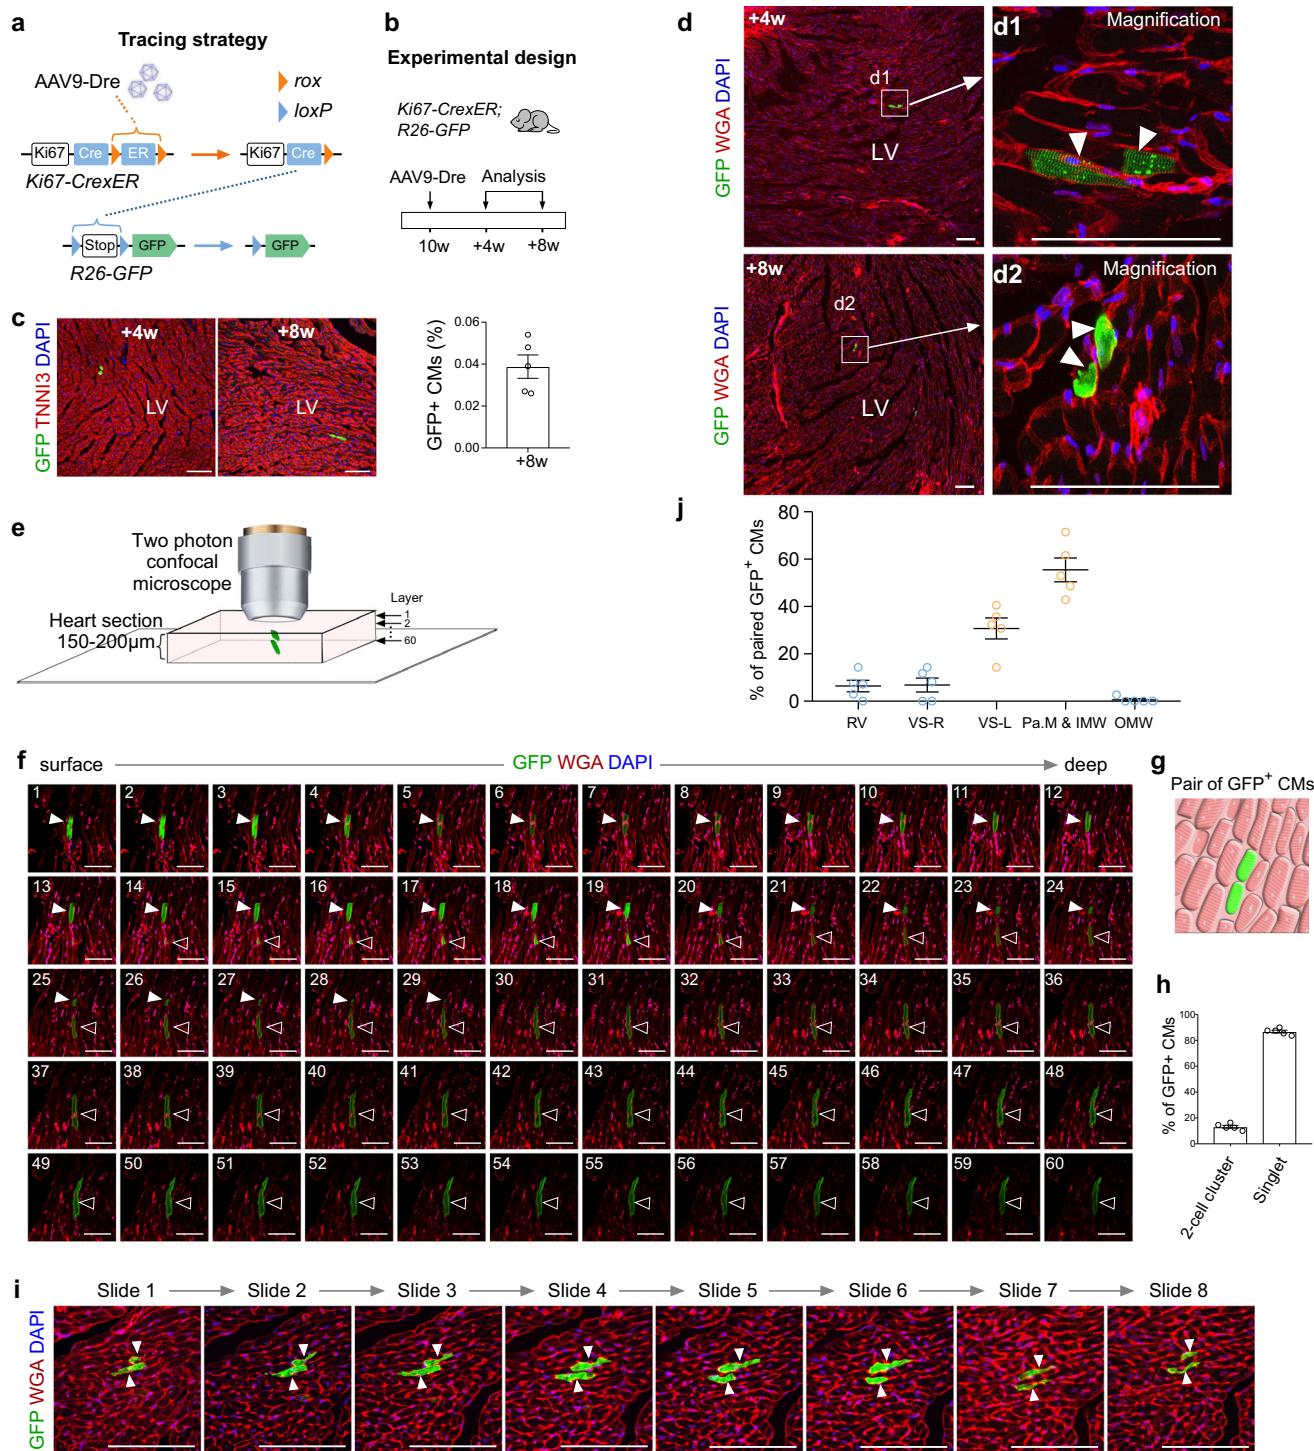 a
Tracing strategy
AAV9-Dre
rox
loxP
Ki67
Cre
ER
Ki67
Cre
Ki67-CrexER
Stop
GFP
GFP
R26-GFP
b
Experimental design
Ki67-CrexER;
R26-GFP
AAV9-Dre
Analysis
10w
+4w
+8w
c
GFP TNNI3 DAPI
+4w
LV
+8w
LV
GFP+ CMs (%)
0.06
0.04
0.02
0.00
+8w
d
GFP WGA DAPI
+4w
d1
LV
d1
Magnification
GFP WGA DAPI
+8w
d2
LV
d2
Magnification
e
Two photon
confocal
microscope
Heart section
150-200µm
Layer
1
2
60
j
% of paired GFP+ CMs
80
60
40
20
0
RV
VS-R
VS-L
Pa.M & IMW
OMW
f
surface
GFP WGA DAPI
deep
1 2 3 4 5 6 7 8 9 10 11 12
13 14 15 16 17 18 19 20 21 22 23 24
25 26 27 28 29 30 31 32 33 34 35 36
37 38 39 40 41 42 43 44 45 46 47 48
49 50 51 52 53 54 55 56 57 58 59 60
g
Pair of GFP+ CMs
h
% of GFP+ CMs
100
80
60
40
20
0
2-cell cluster
Singlet
i
Slide 1 Slide 2 Slide 3 Slide 4 Slide 5 Slide 6 Slide 7 Slide 8
GFP WGA DAPI